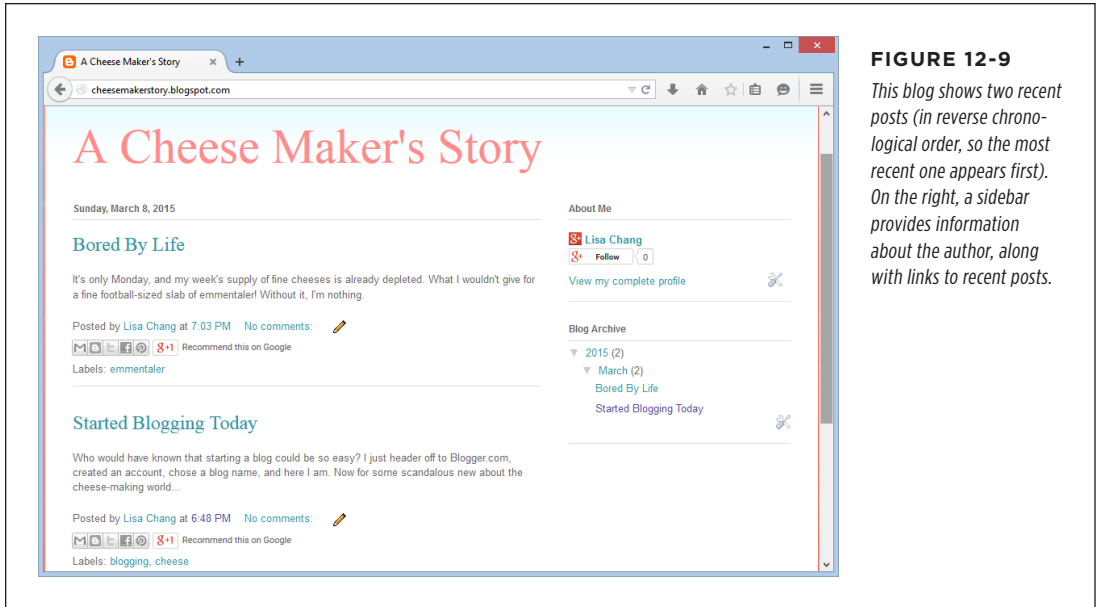 A Cheese Maker's Story
cheesemakerstory.blogspot.com
A Cheese Maker's Story
Sunday, March 8, 2015
Bored By Life
It's only Monday, and my week's supply of fine cheeses is already depleted. What I wouldn't give for
a fine football-sized slab of emmentaler! Without it, I'm nothing.
Posted by Lisa Chang at 7:03 PM No comments:
g+1 Recommend this on Google
Labels: emmentaler
Started Blogging Today
Who would have known that starting a blog could be so easy? I just header off to Blogger.com,
created an account, chose a blog name, and here I am. Now for some scandalous new about the
cheese-making world...
Posted by Lisa Chang at 6:48 PM No comments:
g+1 Recommend this on Google
Labels: blogging, cheese
About Me
g+ Lisa Chang
g+ Follow 0
View my complete profile
Blog Archive
▼ 2015 (2)
▼ March (2)
Bored By Life
Started Blogging Today
FIGURE 12-9
This blog shows two recent
posts (in reverse chrono-
logical order, so the most
recent one appears first).
On the right, a sidebar
provides information
about the author, along
with links to recent posts.